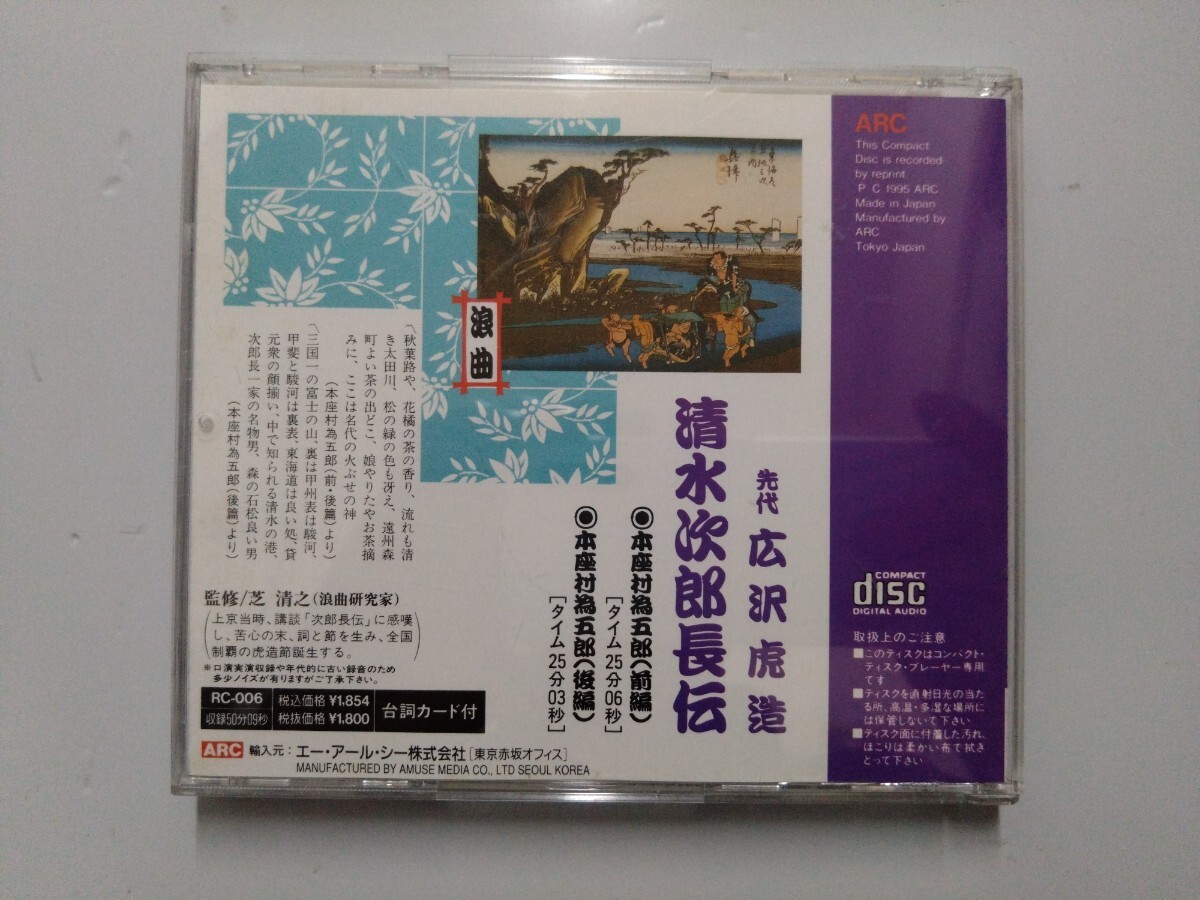 ARC
This Compact
Disc is recorded
by reprint
P C 1995 ARC
Made in Japan
Manufactured by
ARC
Tokyo Japan
浪曲
先代 広沢虎造
清水次郎長伝
◉本座村為五郎(前編)
[タイム25分06秒]
◉本座村為五郎(後編)
[タイム25分03秒]
〽秋葉路や、花橘の茶の香り、流れも清
き太田川、松の緑の色も冴え、遠州森
町よい茶の出どこ、娘やりたやお茶摘
みに、ここは名代の火ぶせの神
(本座村為五郎(前・後篇)より)
〽三国一の富士の山、裏は甲州表は駿河、
甲斐と駿河は裏表、東海道は良い処、貸
元衆の顔揃い、中で知られる清水の港、
次郎長一家の名物男、森の石松良い男
(本座村為五郎(後篇)より)
監修/芝 清之(浪曲研究家)
上京当時、講談「次郎長伝」に感嘆
し、苦心の末、詞と節を生み、全国
制覇の虎造節誕生する。
※口演実演収録や年代的に古い録音のため
多少ノイズが有りますがご了承下さい。
RC-006 税込価格 ¥1,854
収録50分09秒 税抜価格 ¥1,800
台詞カード付
ARC 輸入元:エー・アール・シー株式会社[東京赤坂オフィス]
MANUFACTURED BY AMUSE MEDIA CO., LTD SEOUL KOREA
COMPACT
disc
DIGITAL AUDIO
取扱上のご注意
■このディスクはコンパクト・
ディスク・プレーヤー専用
てす
■ティスクを直射日光の当た
る所、高温・多湿な場所に
は保管しないて下さい
■ティスク面に付着した汚れ、
ほこりは柔かい布て拭き
とって下さい